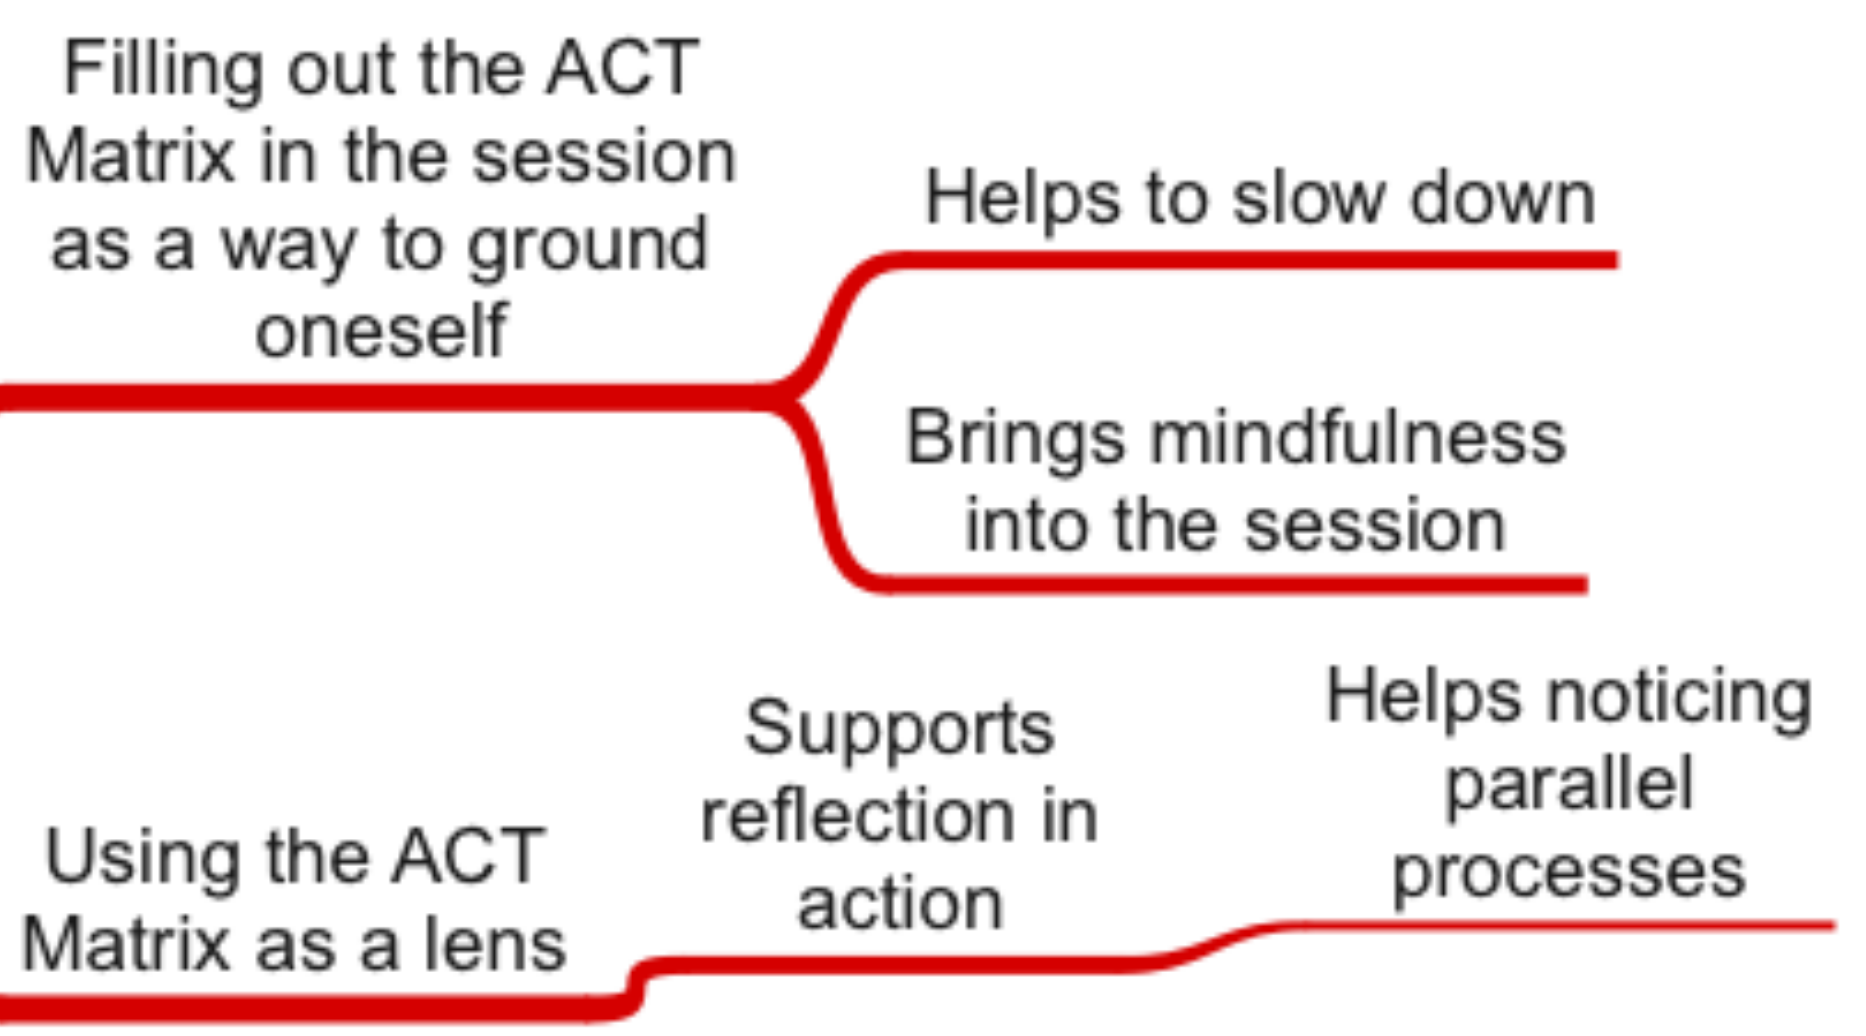 Filling out the ACT
Matrix in the session
as a way to ground
oneself
Helps to slow down
Brings mindfulness
into the session
Using the ACT
Matrix as a lens
Supports
reflection in
action
Helps noticing
parallel
processes